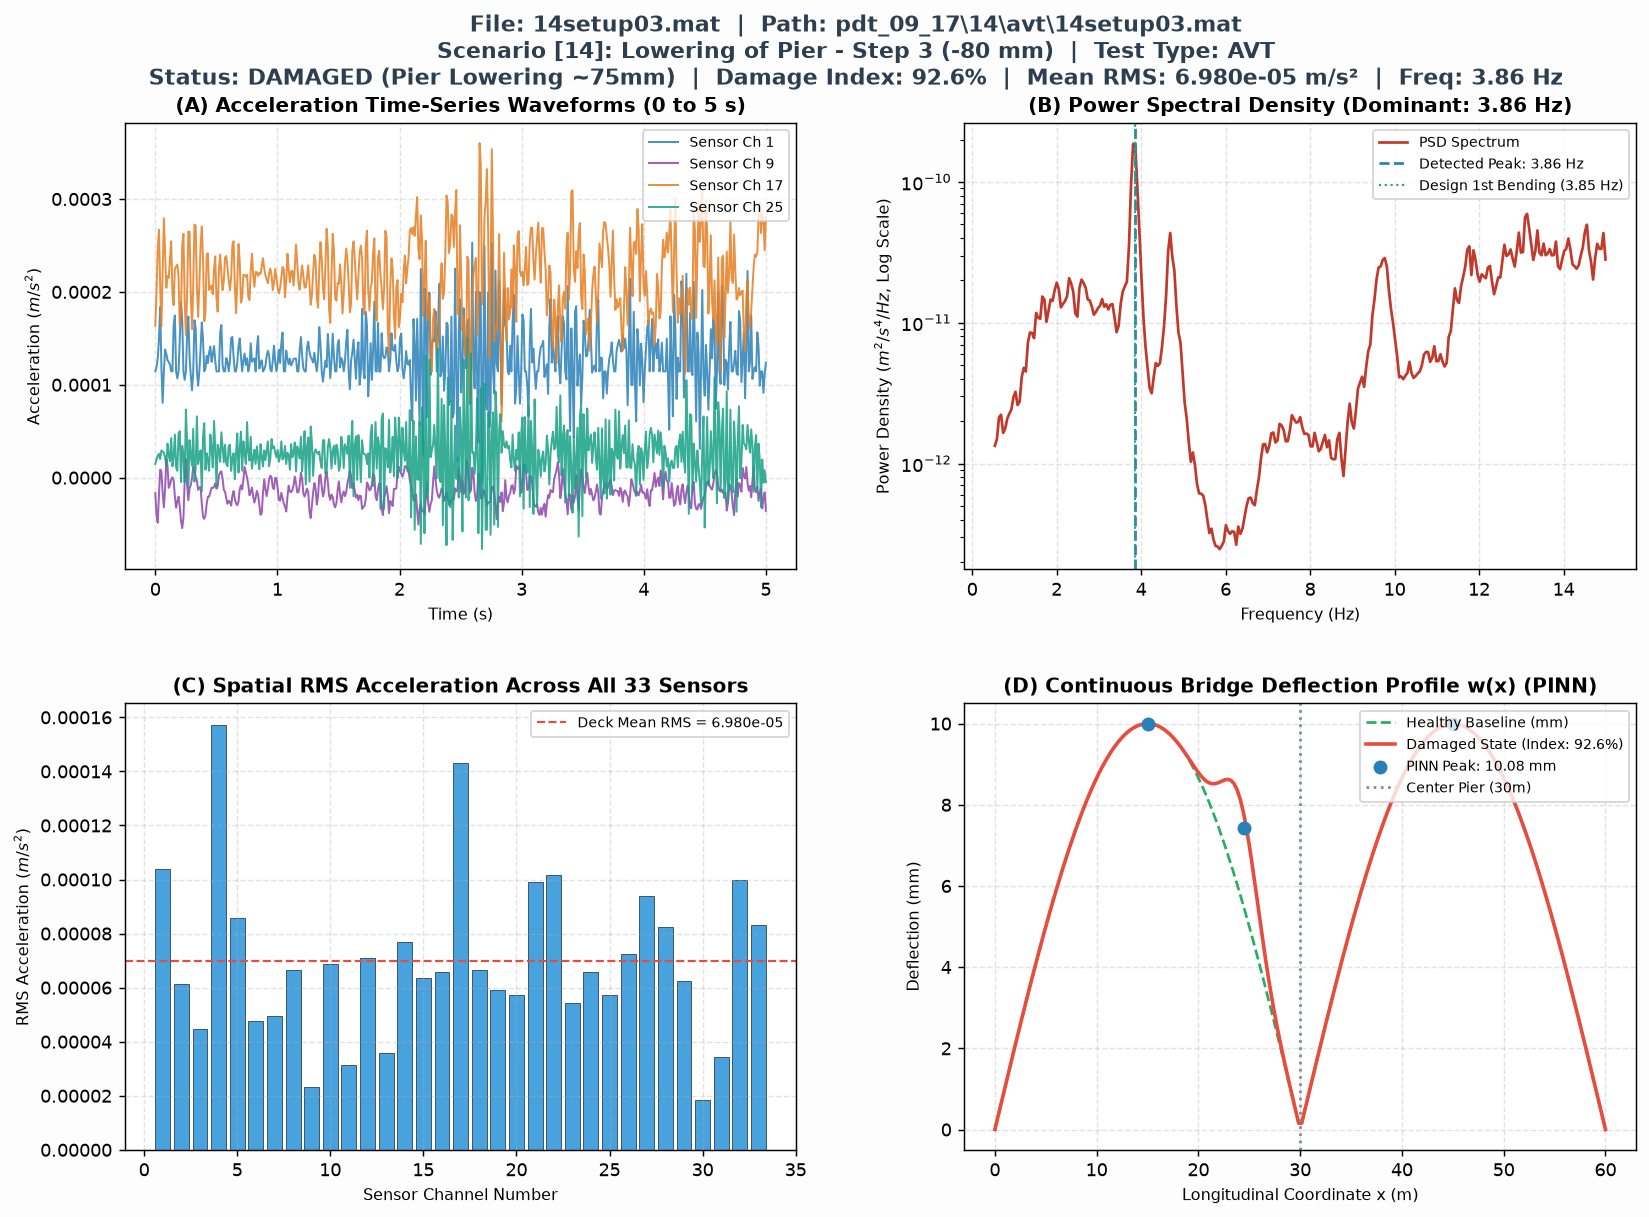 File: 14setup03.mat | Path: pdt_09_17\14\avt\14setup03.mat
Scenario [14]: Lowering of Pier - Step 3 (-80 mm) | Test Type: AVT
Status: DAMAGED (Pier Lowering ~75mm) | Damage Index: 92.6% | Mean RMS: 6.980e-05 m/s² | Freq: 3.86 Hz
(A) Acceleration Time-Series Waveforms (0 to 5 s)
Sensor Ch 1
Sensor Ch 9
Sensor Ch 17
Sensor Ch 25
Acceleration (m/s²)
0.0003
0.0002
0.0001
0.0000
0 1 2 3 4 5
Time (s)
(B) Power Spectral Density (Dominant: 3.86 Hz)
PSD Spectrum
Detected Peak: 3.86 Hz
Design 1st Bending (3.85 Hz)
Power Density (m²/s⁴/Hz, Log Scale)
10⁻¹⁰
10⁻¹¹
10⁻¹²
0 2 4 6 8 10 12 14
Frequency (Hz)
(C) Spatial RMS Acceleration Across All 33 Sensors
Deck Mean RMS = 6.980e-05
RMS Acceleration (m/s²)
0.00016
0.00014
0.00012
0.00010
0.00008
0.00006
0.00004
0.00002
0.00000
0 5 10 15 20 25 30 35
Sensor Channel Number
(D) Continuous Bridge Deflection Profile w(x) (PINN)
Healthy Baseline (mm)
Damaged State (Index: 92.6%)
PINN Peak: 10.08 mm
Center Pier (30m)
Deflection (mm)
10
8
6
4
2
0
0 10 20 30 40 50 60
Longitudinal Coordinate x (m)